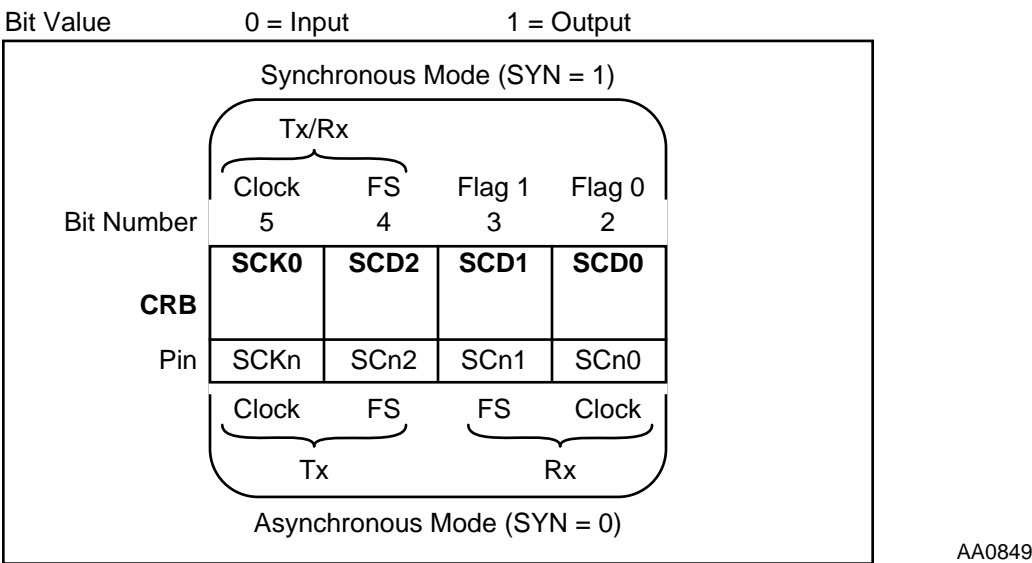 Bit Value 0 = Input 1 = Output
Synchronous Mode (SYN = 1)
Tx/Rx
Clock FS Flag 1 Flag 0
Bit Number 5 4 3 2
SCK0 SCD2 SCD1 SCD0
CRB
Pin SCKn SCn2 SCn1 SCn0
Clock FS FS Clock
Tx Rx
Asynchronous Mode (SYN = 0)
AA0849